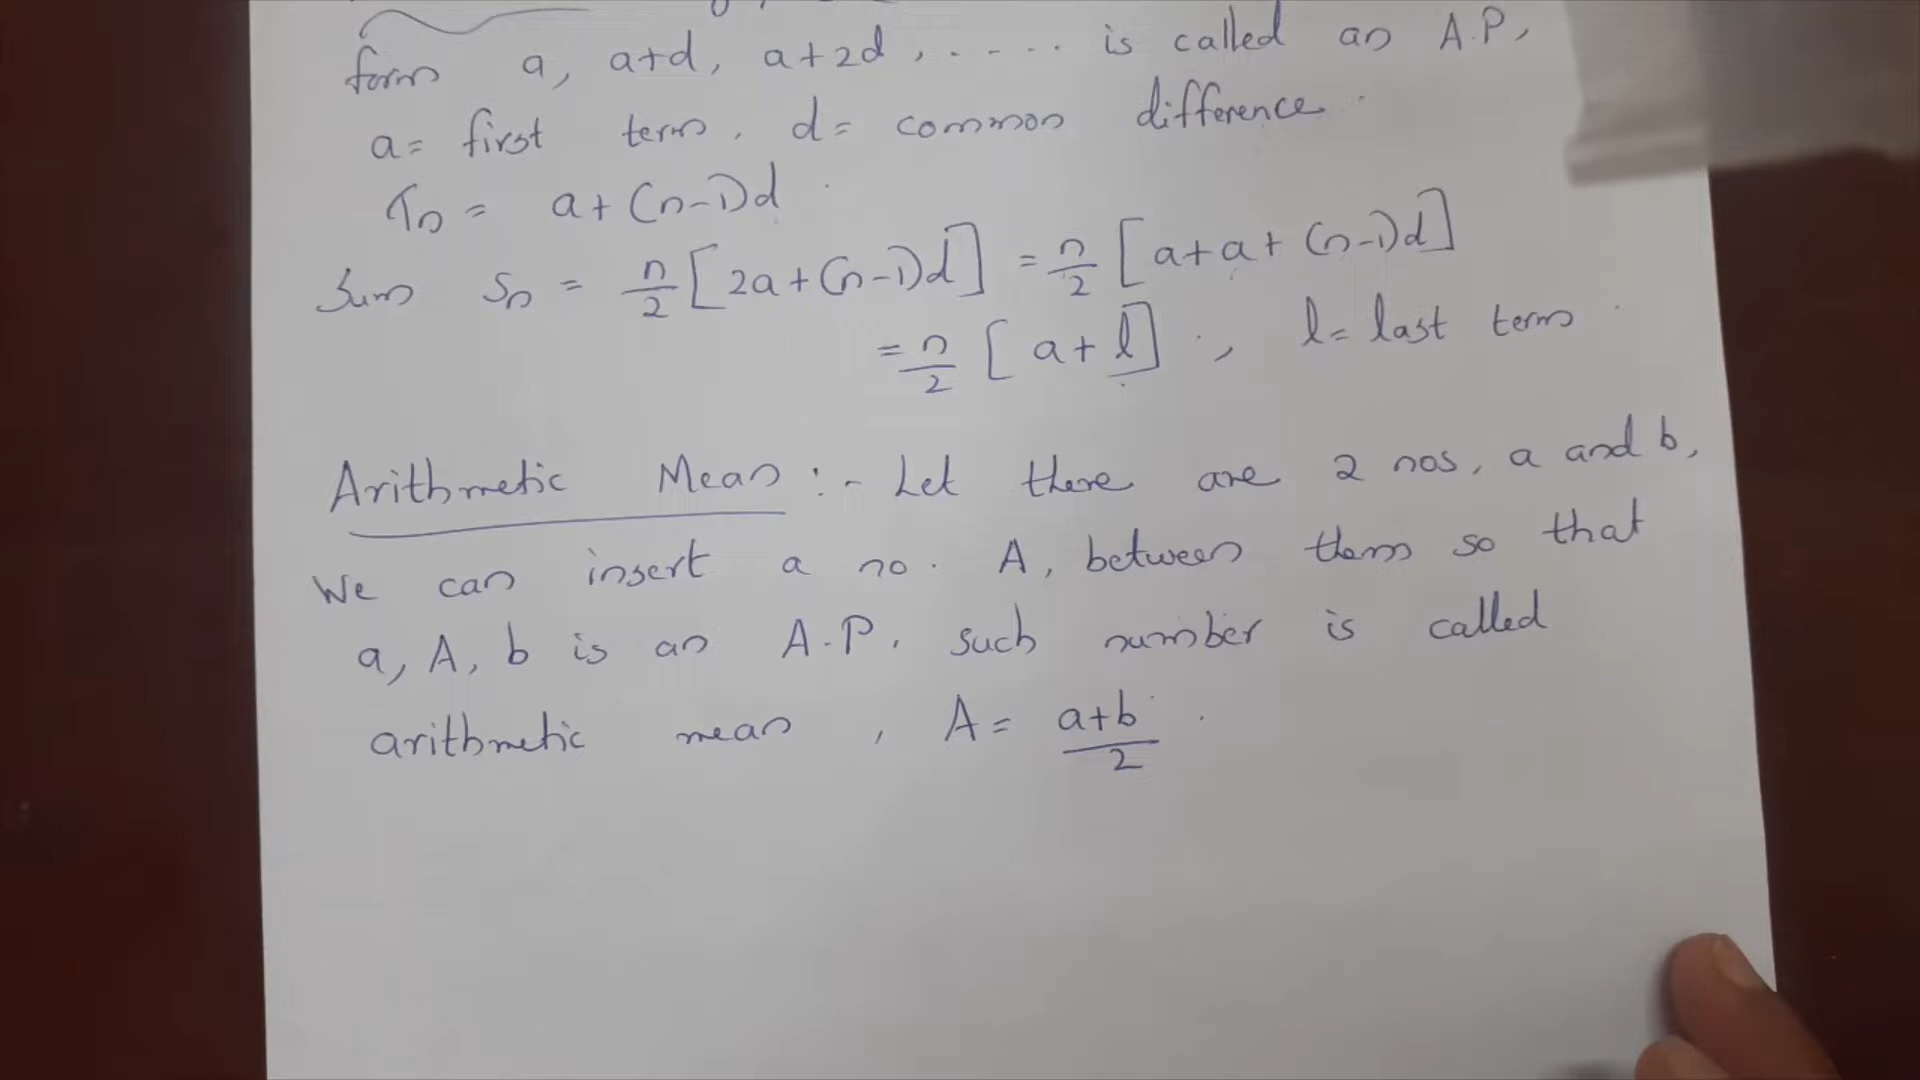 form a, a+d, a+2d, ..... is called an A.P,
a= first term, d= common difference.
Tn = a+(n-1)d
Sum Sn = n/2 [2a+(n-1)d] = n/2 [a+a+(n-1)d]
= n/2 [a+l], l= last term
Arithmetic Mean :- Let there are 2 nos, a and b,
We can insert a no. A, between them so that
a, A, b is an A.P. such number is called
arithmetic mean, A= a+b/2.